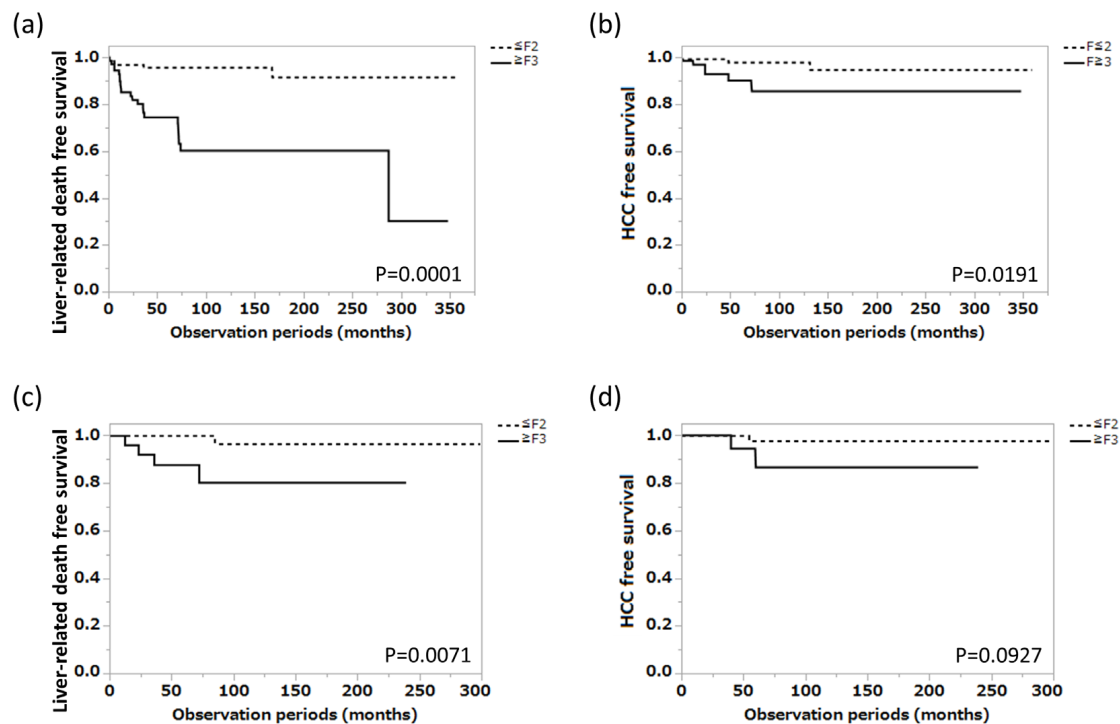 (a)
Liver-related death free survival
≦F2
≧F3
1.0
0.8
0.6
0.4
0.2
0.0
P=0.0001
0 50 100 150 200 250 300 350
Observation periods (months)
(b)
HCC free survival
F≦2
F≧3
1.0
0.8
0.6
0.4
0.2
0.0
P=0.0191
0 50 100 150 200 250 300 350
Observation periods (months)
(c)
Liver-related death free survival
≦F2
≧F3
1.0
0.8
0.6
0.4
0.2
0.0
P=0.0071
0 50 100 150 200 250 300
Observation periods (months)
(d)
HCC free survival
≦F2
≧F3
1.0
0.8
0.6
0.4
0.2
0.0
P=0.0927
0 50 100 150 200 250 300
Observation periods (months)